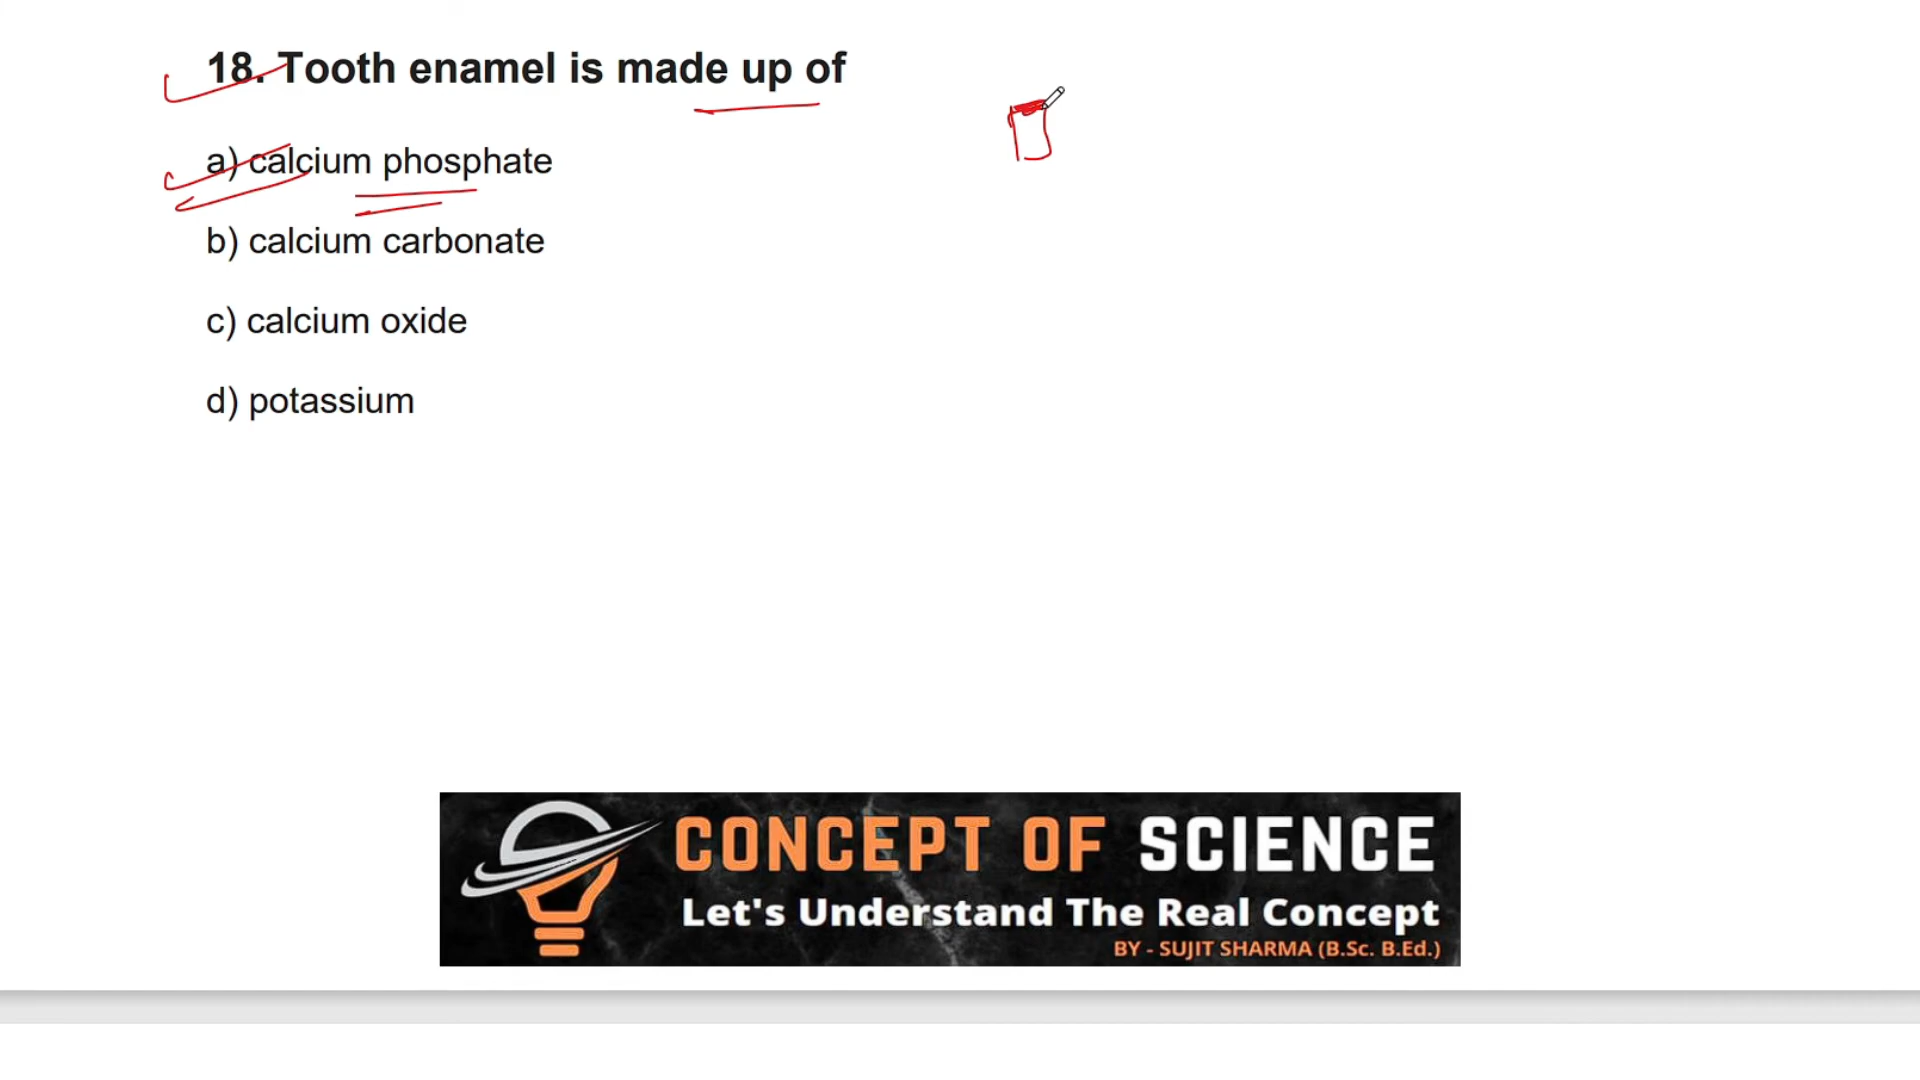 18. Tooth enamel is made up of
a) calcium phosphate
b) calcium carbonate
c) calcium oxide
d) potassium
CONCEPT OF SCIENCE
Let's Understand The Real Concept
BY - SUJIT SHARMA (B.Sc. B.Ed.)